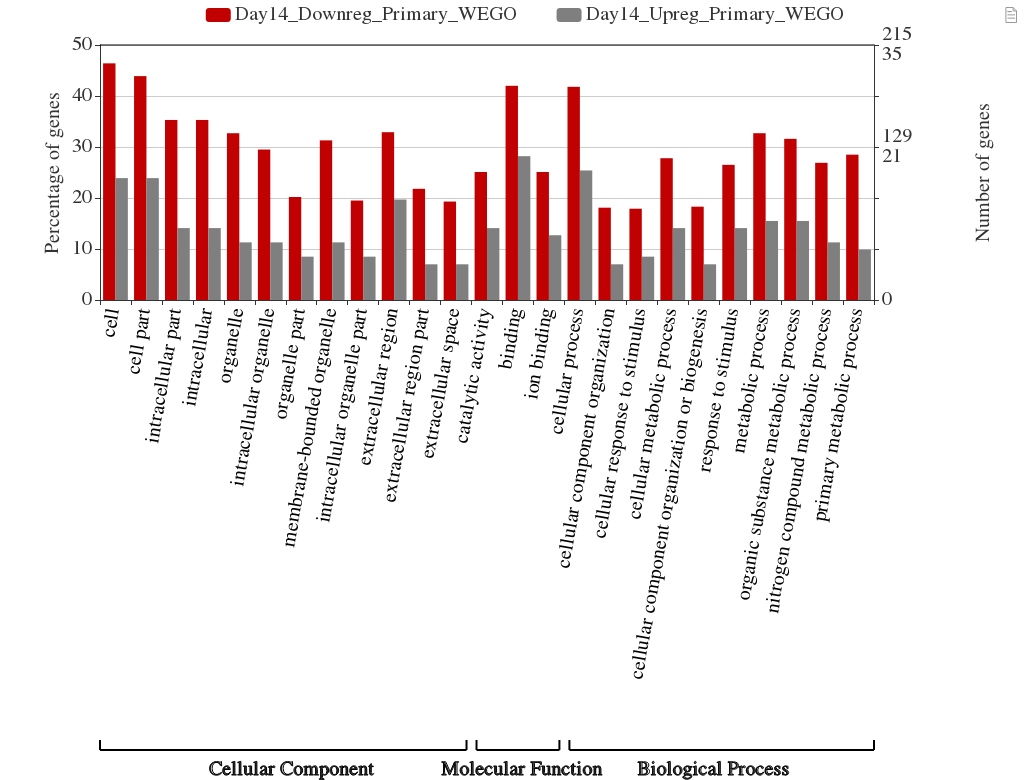 Day14_Downreg_Primary_WEGO Day14_Upreg_Primary_WEGO
Percentage of genes
50
40
30
20
10
0
215
35
129
21
0
Number of genes
cell
cell part
intracellular part
intracellular
organelle
intracellular organelle
organelle part
membrane-bounded organelle
intracellular organelle part
extracellular region
extracellular region part
extracellular space
catalytic activity
binding
ion binding
cellular process
cellular component organization
cellular response to stimulus
cellular metabolic process
cellular component organization or biogenesis
response to stimulus
metabolic process
organic substance metabolic process
nitrogen compound metabolic process
primary metabolic process
Cellular Component Molecular Function Biological Process